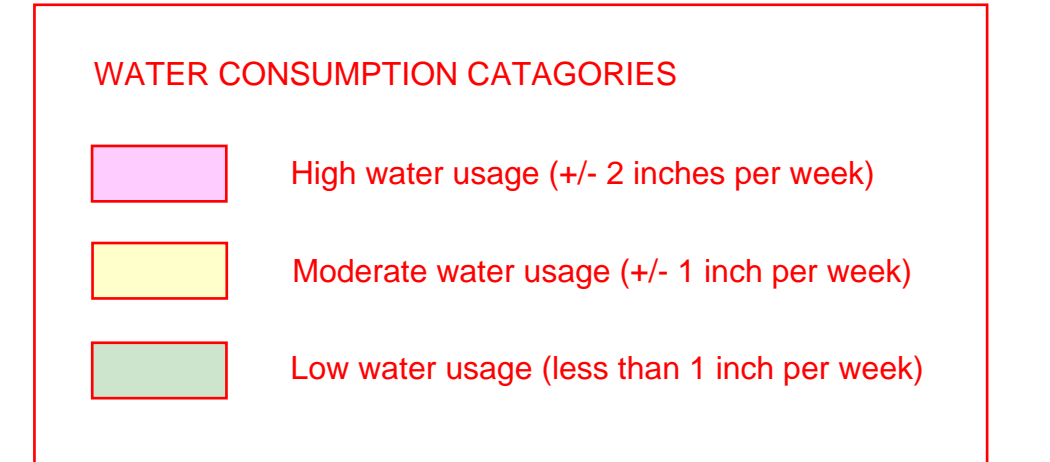 WATER CONSUMPTION CATAGORIES
High water usage (+/- 2 inches per week)
Moderate water usage (+/- 1 inch per week)
Low water usage (less than 1 inch per week)